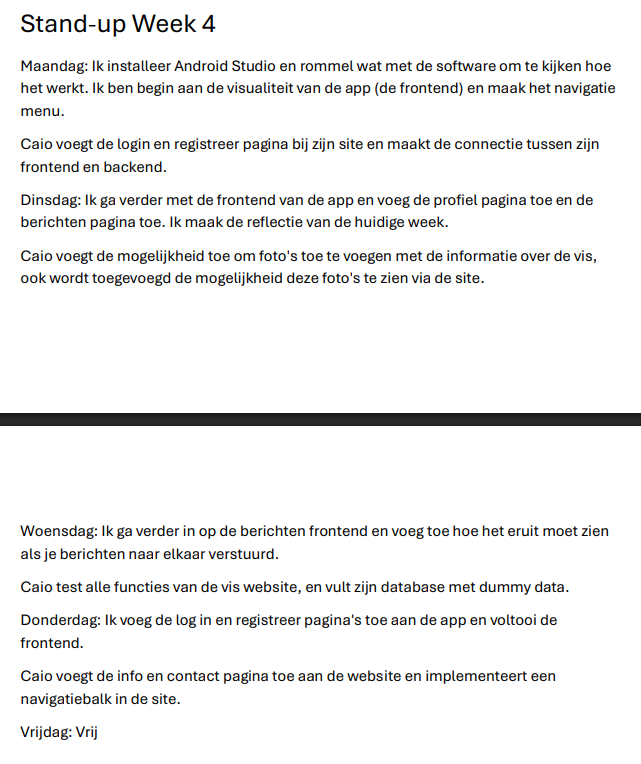 Stand-up Week 4
Maandag: Ik installeer Android Studio en rommel wat met de software om te kijken hoe
het werkt. Ik ben begin aan de visualiteit van de app (de frontend) en maak het navigatie
menu.
Caio voegt de login en registreer pagina bij zijn site en maakt de connectie tussen zijn
frontend en backend.
Dinsdag: Ik ga verder met de frontend van de app en voeg de profiel pagina toe en de
berichten pagina toe. Ik maak de reflectie van de huidige week.
Caio voegt de mogelijkheid toe om foto's toe te voegen met de informatie over de vis,
ook wordt toegevoegd de mogelijkheid deze foto's te zien via de site.
Woensdag: Ik ga verder in op de berichten frontend en voeg toe hoe het eruit moet zien
als je berichten naar elkaar verstuurd.
Caio test alle functies van de vis website, en vult zijn database met dummy data.
Donderdag: Ik voeg de log in en registreer pagina's toe aan de app en voltooi de
frontend.
Caio voegt de info en contact pagina toe aan de website en implementeert een
navigatiebalk in de site.
Vrijdag: Vrij